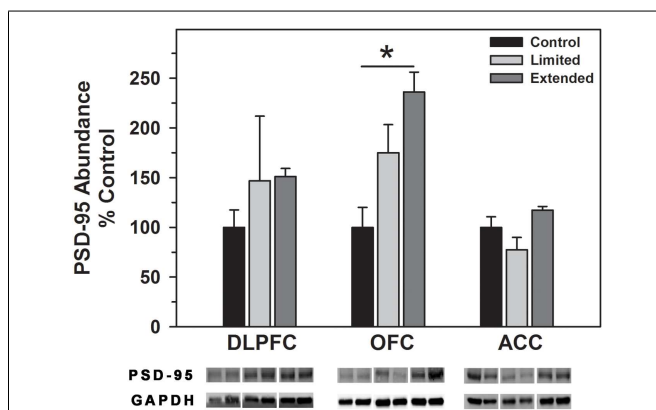 PSD-95 Abundance
% Control
250
200
150
100
50
0
*
Control
Limited
Extended
DLPFC OFC ACC
PSD-95
GAPDH